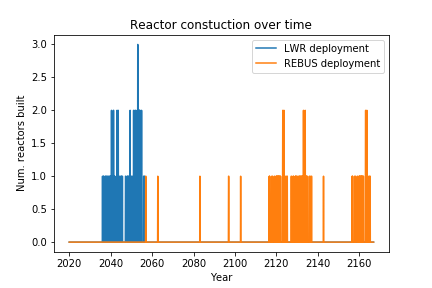 Reactor constuction over time
LWR deployment
REBUS deployment
Num. reactors built
3.0
2.5
2.0
1.5
1.0
0.5
0.0
2020 2040 2060 2080 2100 2120 2140 2160
Year